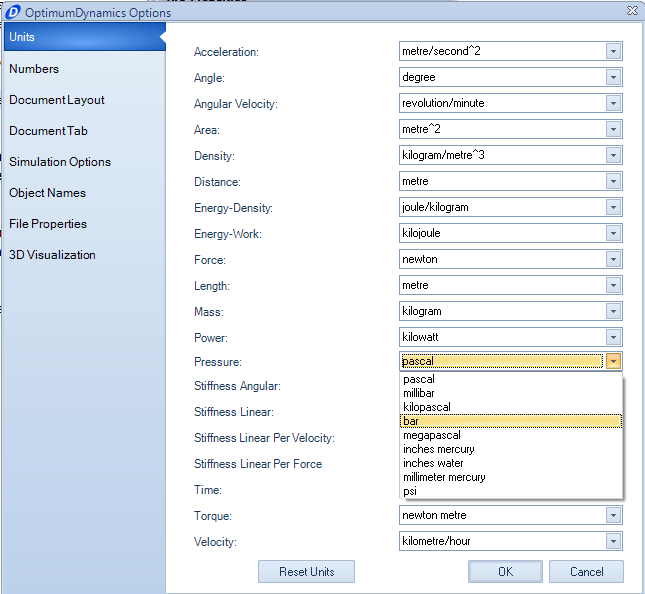 OptimumDynamics Options
Units
Numbers
Document Layout
Document Tab
Simulation Options
Object Names
File Properties
3D Visualization
Acceleration: metre/second^2
Angle: degree
Angular Velocity: revolution/minute
Area: metre^2
Density: kilogram/metre^3
Distance: metre
Energy-Density: joule/kilogram
Energy-Work: kilojoule
Force: newton
Length: metre
Mass: kilogram
Power: kilowatt
Pressure: pascal
pascal
millibar
kilopascal
bar
megapascal
inches mercury
inches water
millimeter mercury
psi
Stiffness Angular:
Stiffness Linear:
Stiffness Linear Per Velocity:
Stiffness Linear Per Force
Time:
Torque: newton metre
Velocity: kilometre/hour
Reset Units OK Cancel